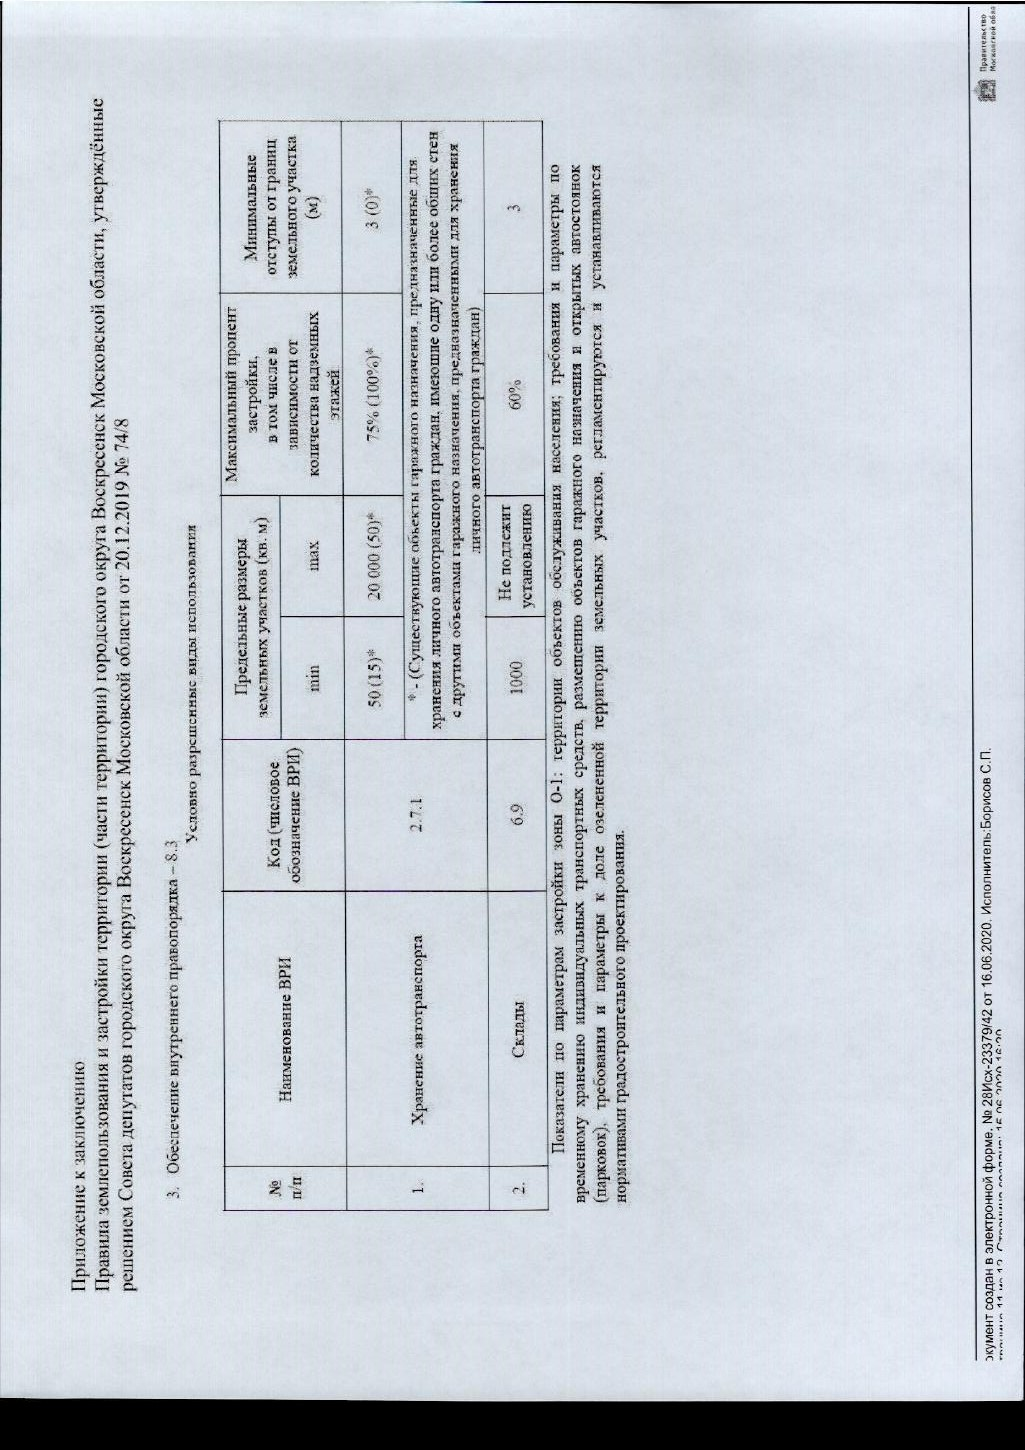 Приложение к заключению
Правила землепользования и застройки территории (части территории) городского округа Воскресенск Московской области, утверждённые
решением Совета депутатов городского округа Воскресенск Московской области от 20.12.2019 № 74/8
3. Обеспечение внутреннего правопорядка – 8.3
Условно разрешенные виды использования
№
п/п
Наименование ВРИ
Код (числовое
обозначение ВРИ)
Предельные размеры
земельных участков (кв. м)
min
max
Максимальный процент
застройки,
в том числе в
зависимости от
количества надземных
этажей
Минимальные
отступы от границ
земельного участка
(м)
1.
Хранение автотранспорта
2.7.1
50 (15)*
20 000 (50)*
75% (100%)*
3 (0)*
* - (Существующие объекты гаражного назначения, предназначенные для
хранения личного автотранспорта граждан, имеющие одну или более общих стен
с другими объектами гаражного назначения, предназначенными для хранения
личного автотранспорта граждан)
2.
Склады
6.9
1000
Не подлежит
установлению
60%
3
Показатели по параметрам застройки зоны О-1: территории объектов обслуживания населения; требования и параметры по
временному хранению индивидуальных транспортных средств, размещению объектов гаражного назначения и открытых автостоянок
(парковок), требования и параметры к доле озелененной территории земельных участков, регламентируются и устанавливаются
нормативами градостроительного проектирования.
окумент создан в электронной форме. № 28Исх-23379/42 от 16.06.2020. Исполнитель:Борисов С.П.
Правительство
Московской обла